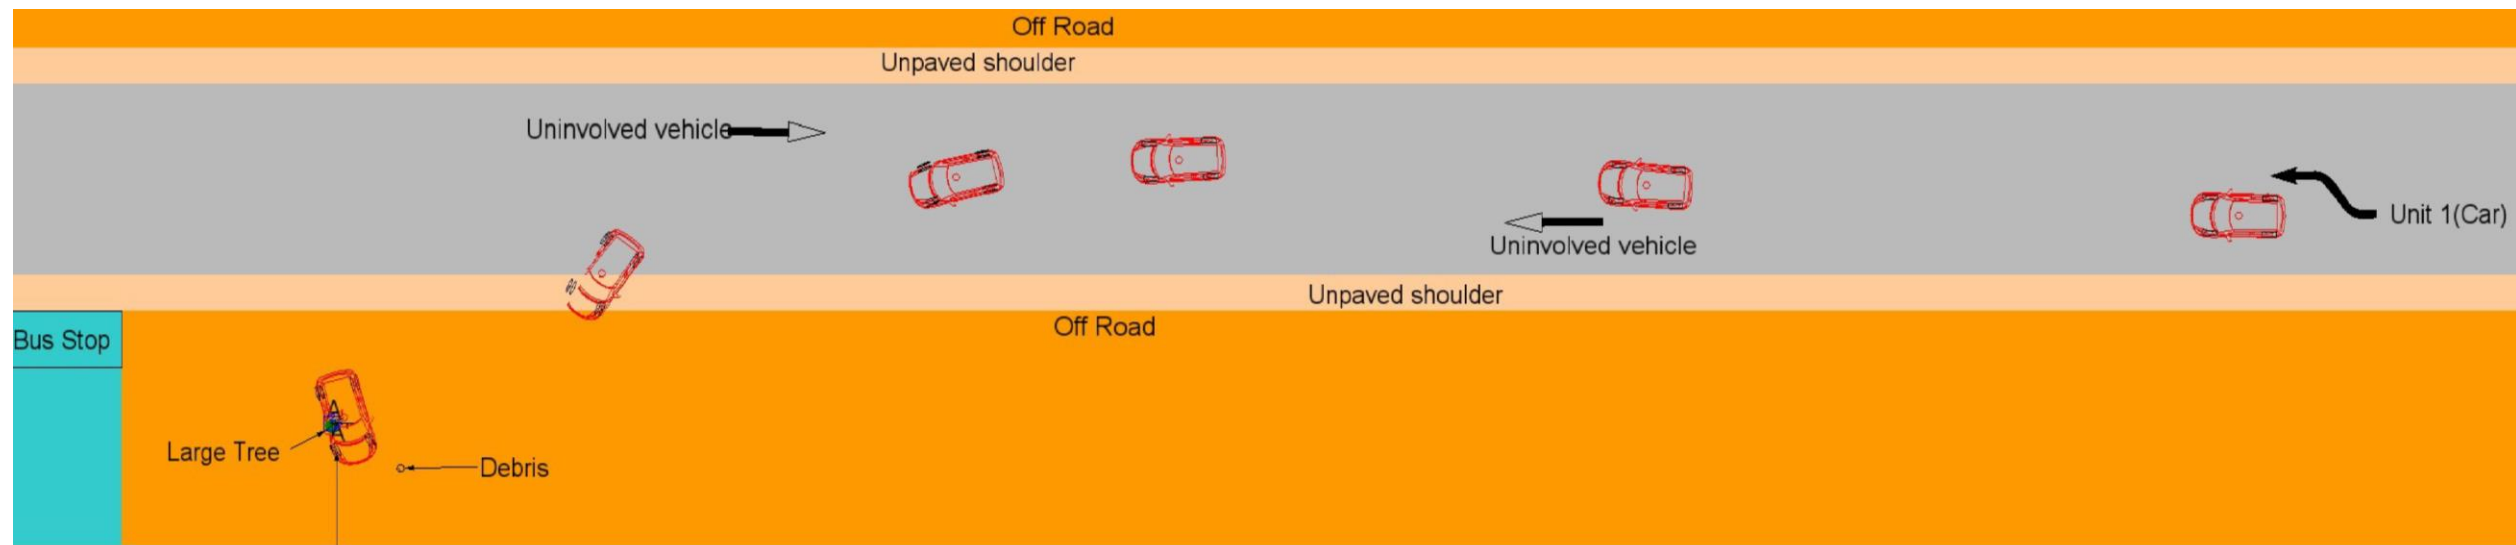 Off Road
Unpaved shoulder
Uninvolved vehicle
Unit 1(Car)
Uninvolved vehicle
Unpaved shoulder
Off Road
Bus Stop
Large Tree
Debris